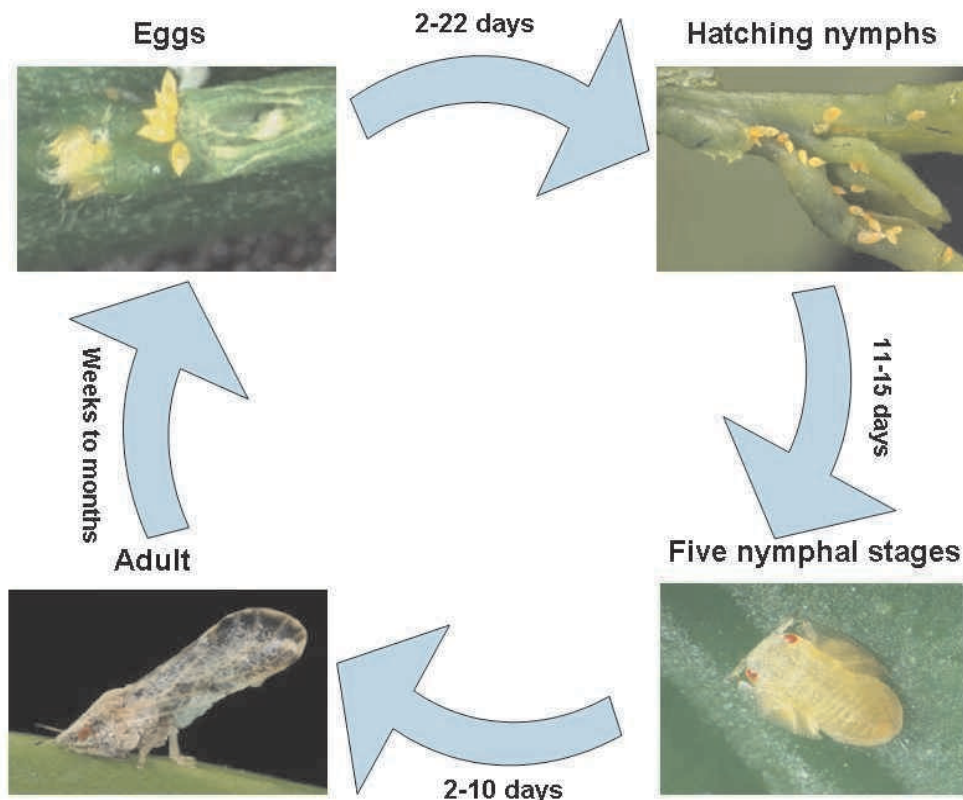 Eggs
2-22 days
Hatching nymphs
11-15 days
Five nymphal stages
2-10 days
Adult
Weeks to months